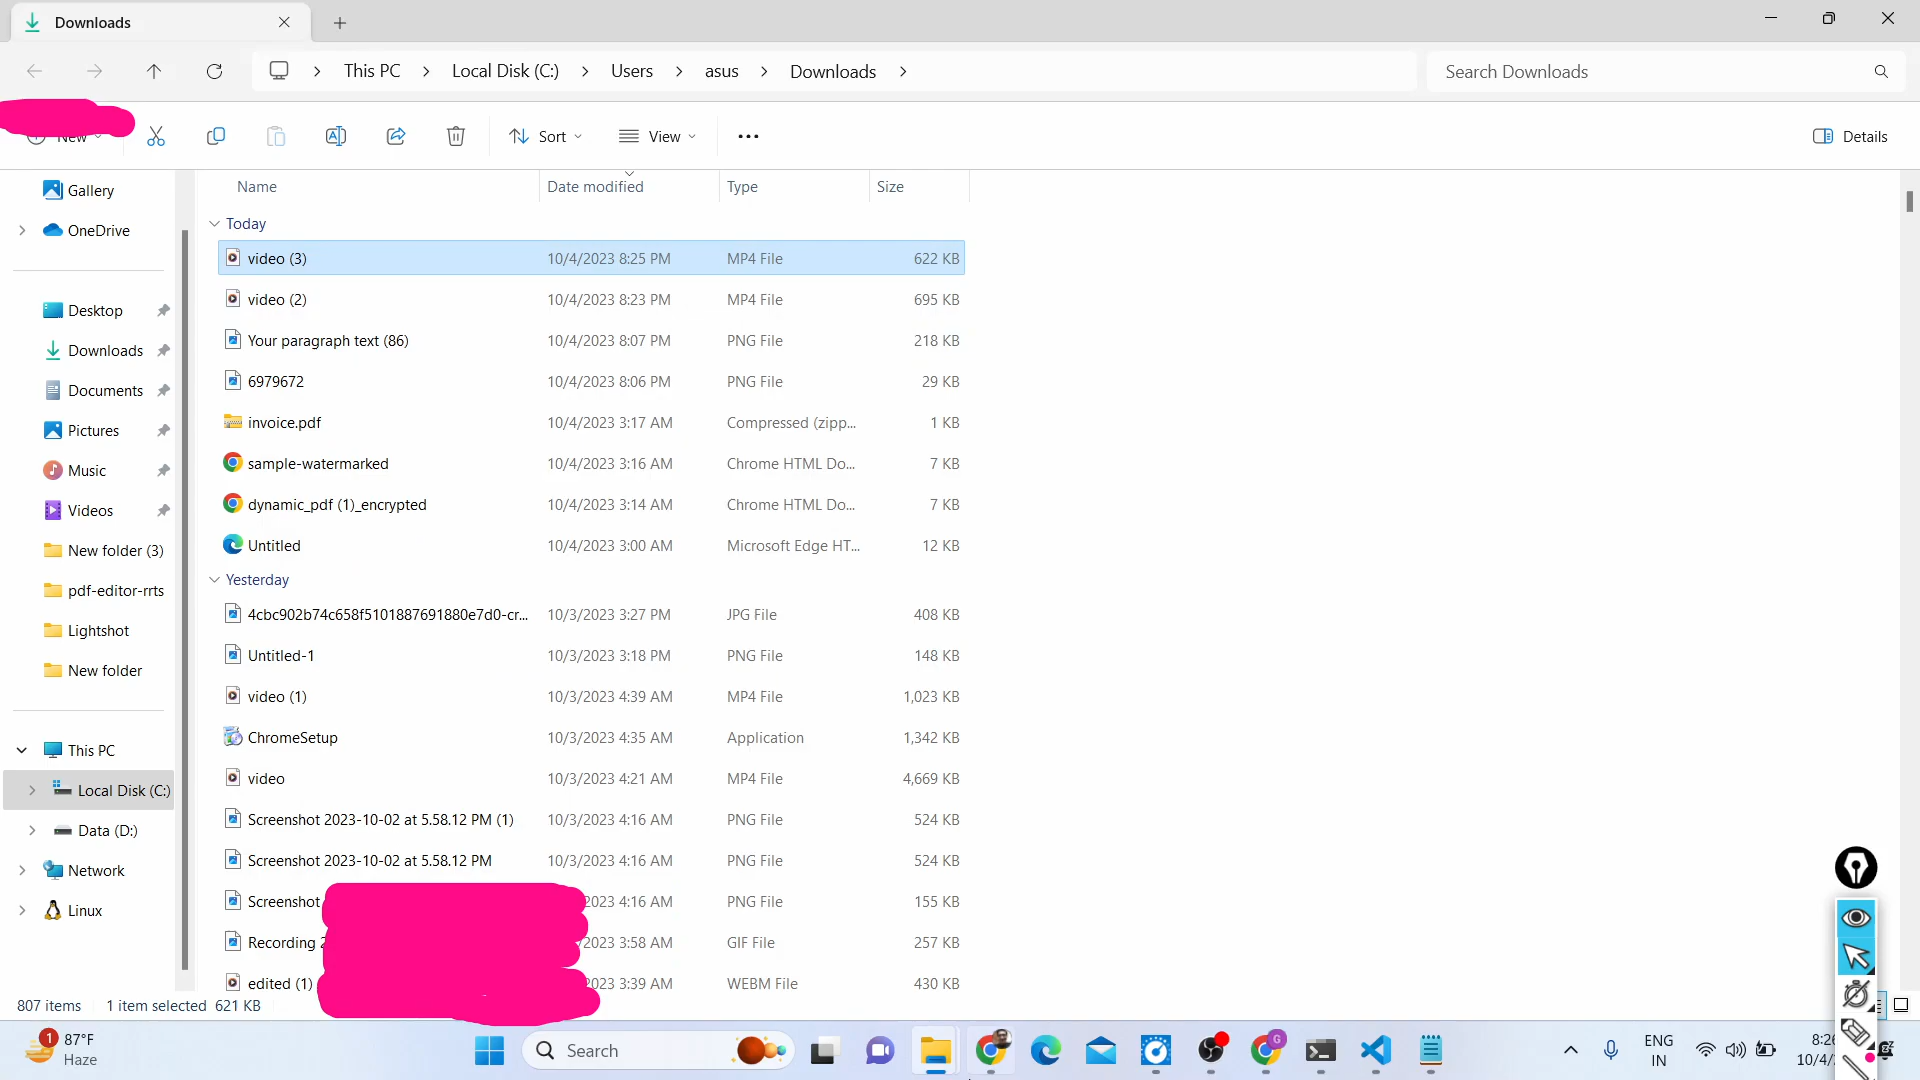 Downloads
This PC
Local Disk (C:)
Users
asus
Downloads
Search Downloads
New
Sort
View
Details
Name
Date modified
Type
Size
Gallery
OneDrive
Desktop
Downloads
Documents
Pictures
Music
Videos
New folder (3)
pdf-editor-rrts
Lightshot
New folder
This PC
Local Disk (C:)
Data (D:)
Network
Linux
Today
video (3) 10/4/2023 8:25 PM MP4 File 622 KB
video (2) 10/4/2023 8:23 PM MP4 File 695 KB
Your paragraph text (86) 10/4/2023 8:07 PM PNG File 218 KB
6979672 10/4/2023 8:06 PM PNG File 29 KB
invoice.pdf 10/4/2023 3:17 AM Compressed (zipp... 1 KB
sample-watermarked 10/4/2023 3:16 AM Chrome HTML Do... 7 KB
dynamic_pdf (1)_encrypted 10/4/2023 3:14 AM Chrome HTML Do... 7 KB
Untitled 10/4/2023 3:00 AM Microsoft Edge HT... 12 KB
Yesterday
4cbc902b74c658f5101887691880e7d0-cr... 10/3/2023 3:27 PM JPG File 408 KB
Untitled-1 10/3/2023 3:18 PM PNG File 148 KB
video (1) 10/3/2023 4:39 AM MP4 File 1,023 KB
ChromeSetup 10/3/2023 4:35 AM Application 1,342 KB
video 10/3/2023 4:21 AM MP4 File 4,669 KB
Screenshot 2023-10-02 at 5.58.12 PM (1) 10/3/2023 4:16 AM PNG File 524 KB
Screenshot 2023-10-02 at 5.58.12 PM 10/3/2023 4:16 AM PNG File 524 KB
Screenshot 2023 4:16 AM PNG File 155 KB
Recording 2023 3:58 AM GIF File 257 KB
edited (1) 2023 3:39 AM WEBM File 430 KB
807 items 1 item selected 621 KB
1
87°F
Haze
Search
G
ENG
IN
8:26
10/4/